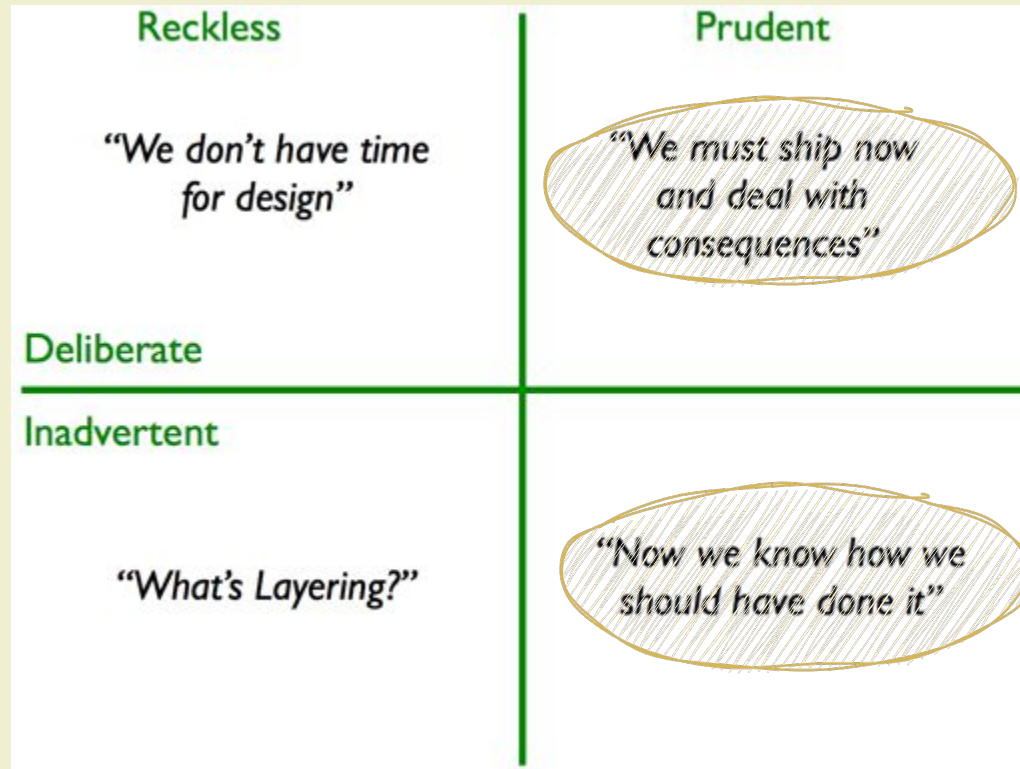 Reckless
Prudent
“We don’t have time
for design”
“We must ship now
and deal with
consequences”
Deliberate
Inadvertent
“What’s Layering?”
“Now we know how we
should have done it”